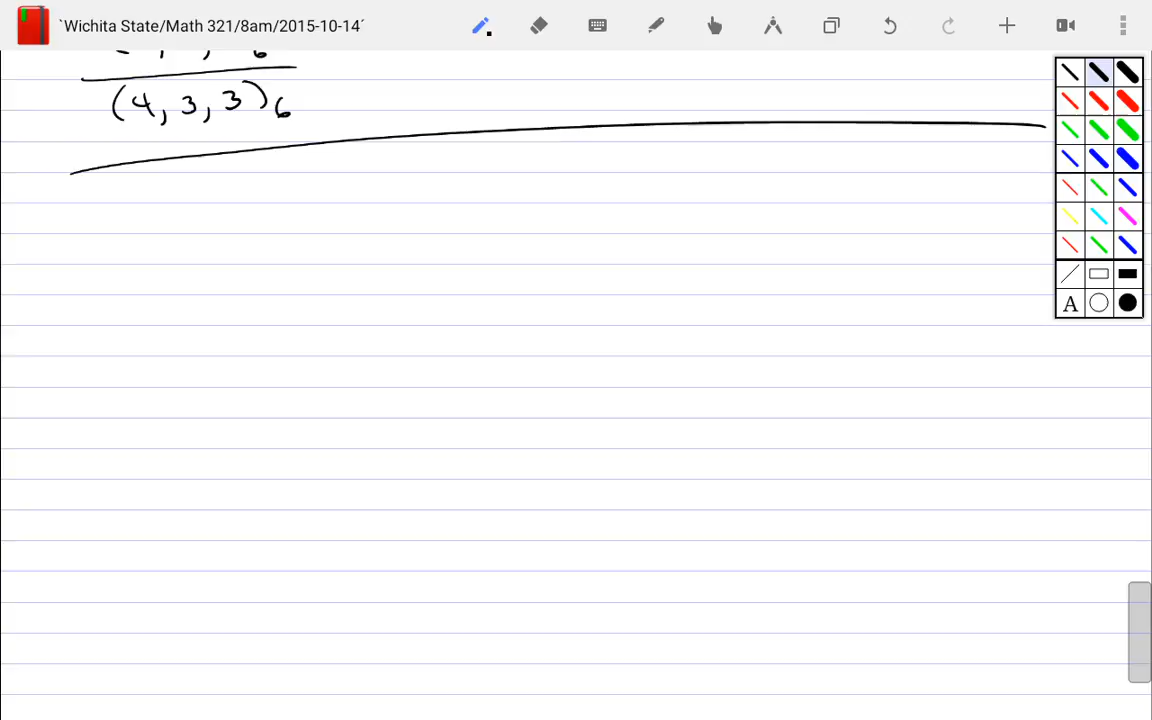 `Wichita State/Math 321/8am/2015-10-14´
(4, 3, 3)6
A